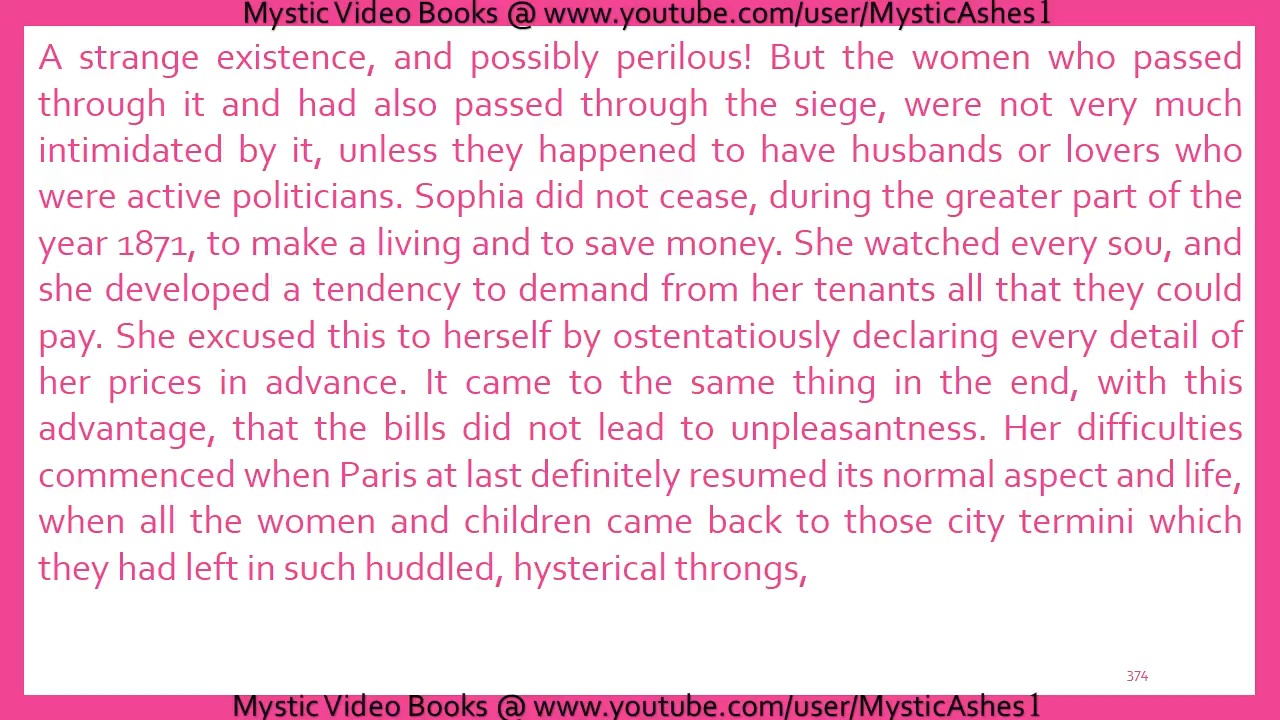 Mystic Video Books @ www.youtube.com/user/MysticAshes1
A strange existence, and possibly perilous! But the women who passed
through it and had also passed through the siege, were not very much
intimidated by it, unless they happened to have husbands or lovers who
were active politicians. Sophia did not cease, during the greater part of the
year 1871, to make a living and to save money. She watched every sou, and
she developed a tendency to demand from her tenants all that they could
pay. She excused this to herself by ostentatiously declaring every detail of
her prices in advance. It came to the same thing in the end, with this
advantage, that the bills did not lead to unpleasantness. Her difficulties
commenced when Paris at last definitely resumed its normal aspect and life,
when all the women and children came back to those city termini which
they had left in such huddled, hysterical throngs,
374
Mystic Video Books @ www.youtube.com/user/MysticAshes1